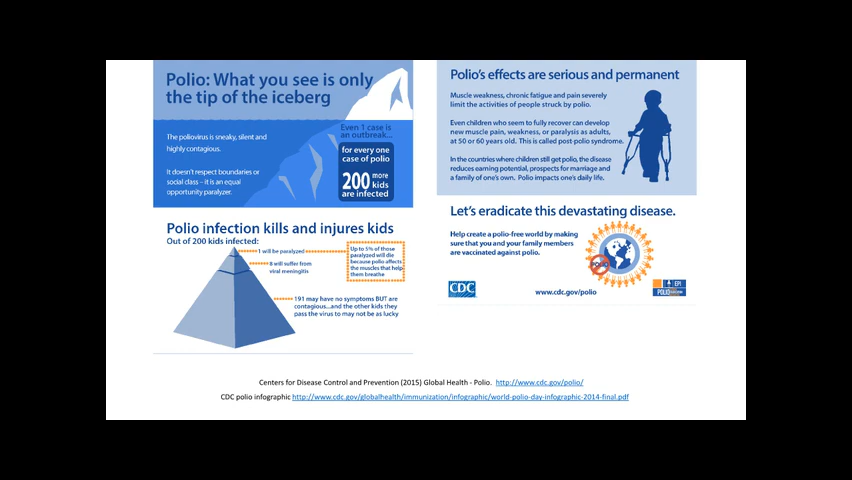 Polio: What you see is only
the tip of the iceberg
The poliovirus is sneaky, silent and
highly contagious.
It doesn't respect boundaries or
social class – it is an equal
opportunity paralyzer.
Even 1 case is
an outbreak...
for every one
case of polio
200 more
kids
are infected
Polio infection kills and injures kids
Out of 200 kids infected:
1 will be paralyzed
Up to 5% of those
paralyzed will die
because polio affects
the muscles that help
them breathe
8 will suffer from
viral meningitis
191 may have no symptoms BUT are
contagious...and the other kids they
pass the virus to may not be as lucky
Polio's effects are serious and permanent
Muscle weakness, chronic fatigue and pain severely
limit the activities of people struck by polio.
Even children who seem to fully recover can develop
new muscle pain, weakness, or paralysis as adults,
at 50 or 60 years old. This is called post-polio syndrome.
In the countries where children still get polio, the disease
reduces earning potential, prospects for marriage and
a family of one's own. Polio impacts one's daily life.
Let's eradicate this devastating disease.
Help create a polio-free world by making
sure that you and your family members
are vaccinated against polio.
POLIO
CDC
www.cdc.gov/polio
EPI
POLIO
Centers for Disease Control and Prevention (2015) Global Health - Polio. http://www.cdc.gov/polio/
CDC polio infographic http://www.cdc.gov/globalhealth/immunization/infographic/world-polio-day-infographic-2014-final.pdf